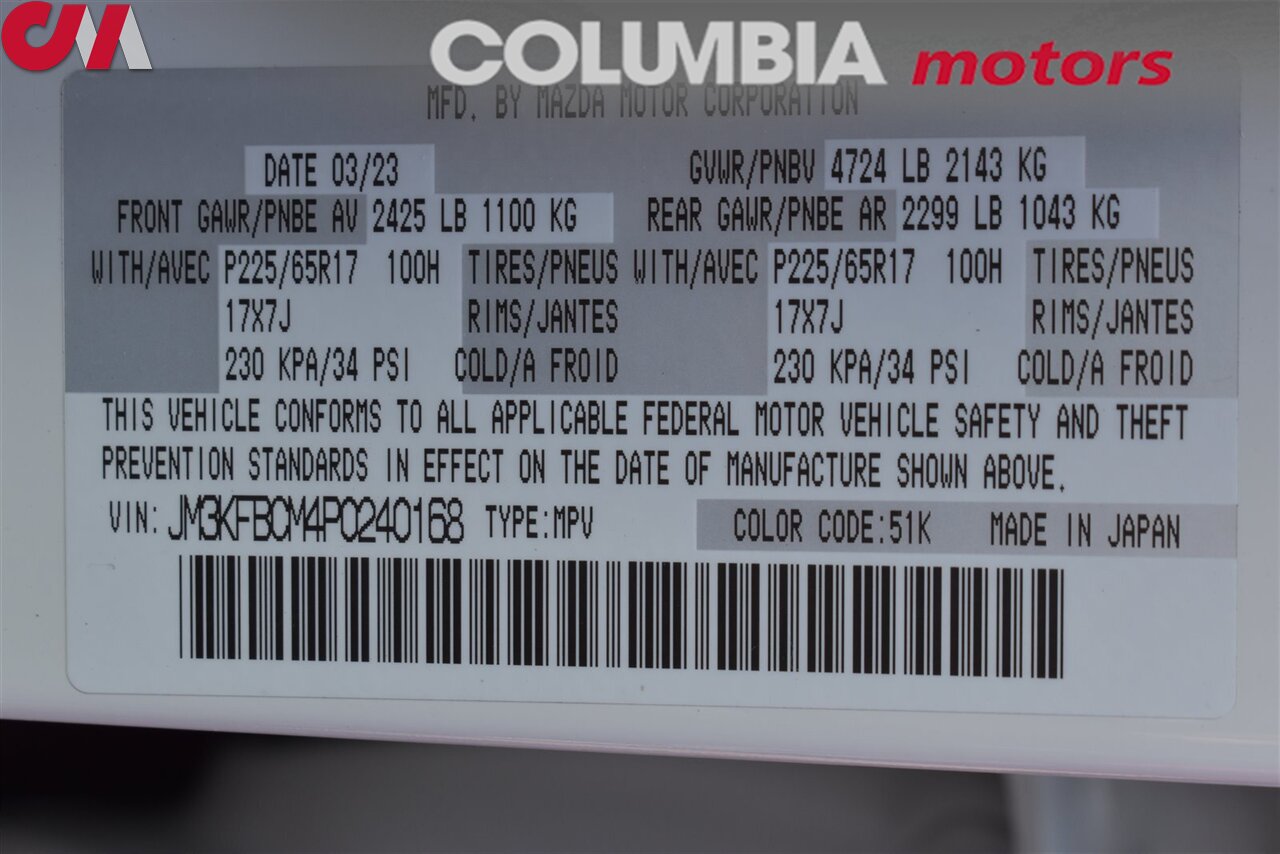 CM
COLUMBIA motors
MFD. BY MAZDA MOTOR CORPORATION
DATE 03/23 GVWR/PNBV 4724 LB 2143 KG
FRONT GAWR/PNBE AV 2425 LB 1100 KG REAR GAWR/PNBE AR 2299 LB 1043 KG
WITH/AVEC P225/65R17 100H TIRES/PNEUS WITH/AVEC P225/65R17 100H TIRES/PNEUS
17X7J RIMS/JANTES 17X7J RIMS/JANTES
230 KPA/34 PSI COLD/A FROID 230 KPA/34 PSI COLD/A FROID
THIS VEHICLE CONFORMS TO ALL APPLICABLE FEDERAL MOTOR VEHICLE SAFETY AND THEFT
PREVENTION STANDARDS IN EFFECT ON THE DATE OF MANUFACTURE SHOWN ABOVE.
VIN: JM3KFBCM4P0240168 TYPE:MPV COLOR CODE:51K MADE IN JAPAN